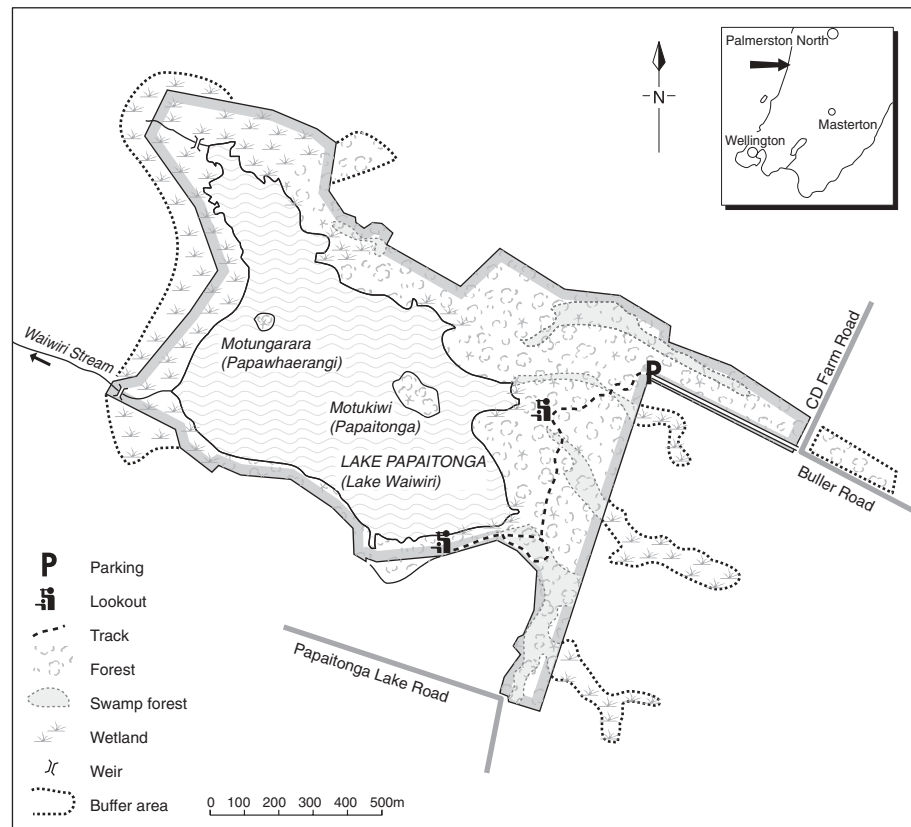 Palmerston North
N
Masterton
Wellington
Waiwiri Stream
Motungarara
(Papawhaerangi)
P
CD Farm Road
Motukiwi
(Papaitonga)
LAKE PAPAITONGA
(Lake Waiwiri)
Buller Road
P Parking
Lookout
Track
Forest
Swamp forest
Wetland
Weir
Buffer area
Papaitonga Lake Road
0 100 200 300 400 500m